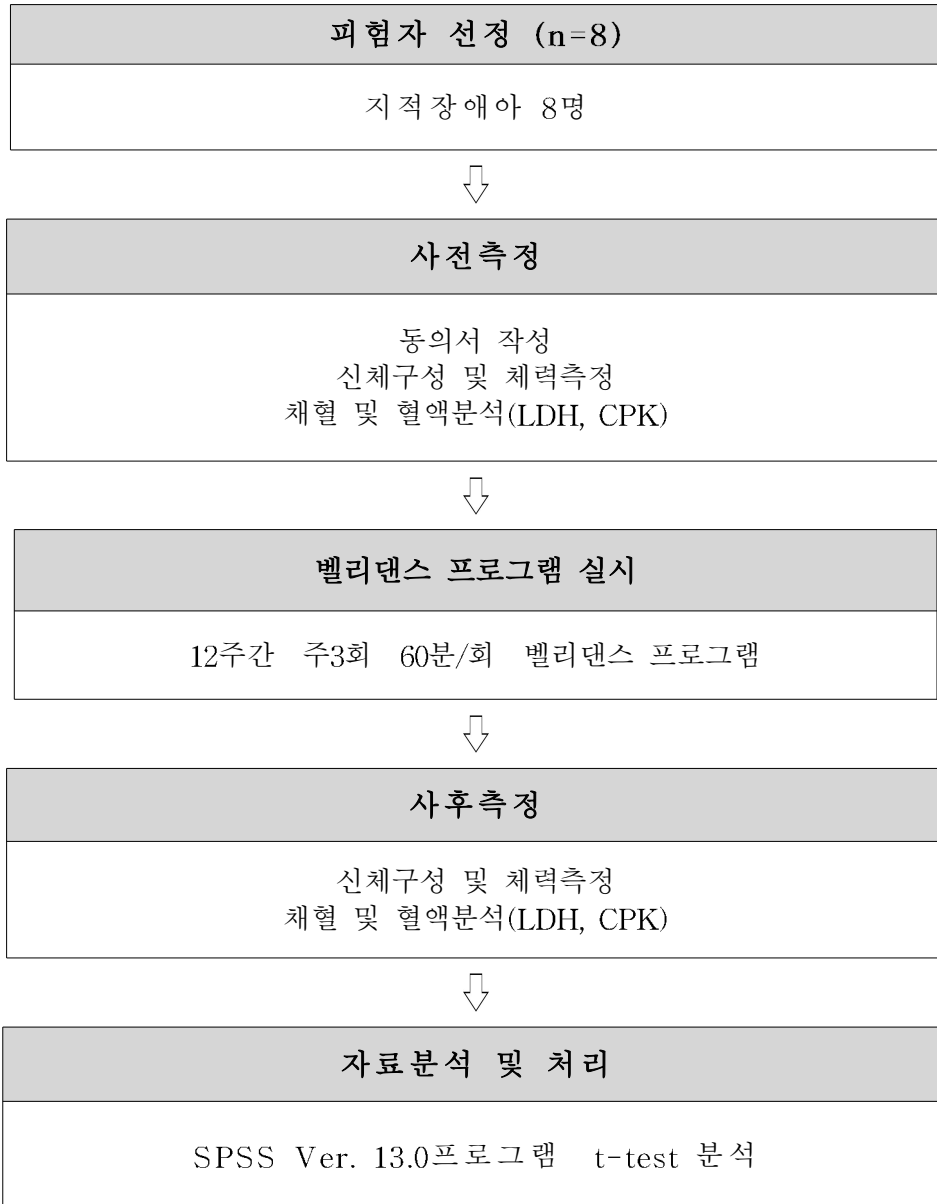 피험자 선정 (n=8)
지적장애아 8명
사전측정
동의서 작성
신체구성 및 체력측정
채혈 및 혈액분석(LDH, CPK)
벨리댄스 프로그램 실시
12주간 주3회 60분/회 벨리댄스 프로그램
사후측정
신체구성 및 체력측정
채혈 및 혈액분석(LDH, CPK)
자료분석 및 처리
SPSS Ver. 13.0프로그램 t-test 분석